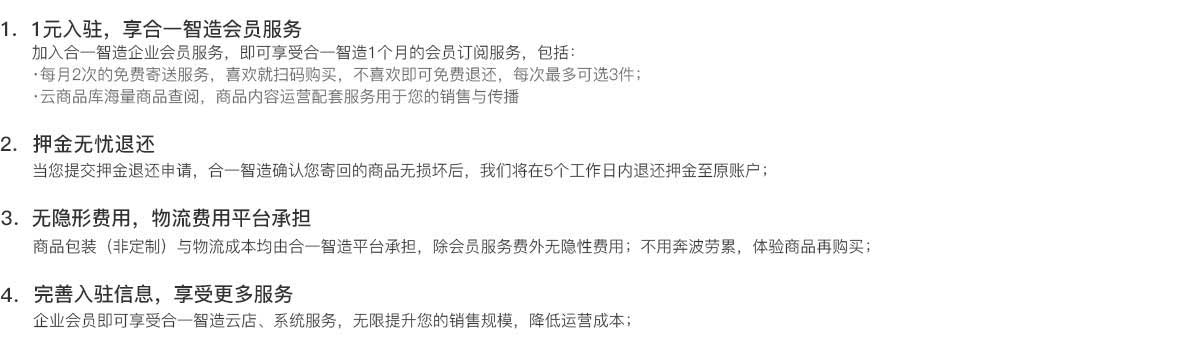 1. 1元入驻，享合一智造会员服务
加入合一智造企业会员服务，即可享受合一智造1个月的会员订阅服务，包括：
·每月2次的免费寄送服务，喜欢就扫码购买，不喜欢即可免费退还，每次最多可选3件；
·云商品库海量商品查阅，商品内容运营配套服务用于您的销售与传播
2. 押金无忧退还
当您提交押金退还申请，合一智造确认您寄回的商品无损坏后，我们将在5个工作日内退还押金至原账户；
3. 无隐形费用，物流费用平台承担
商品包装（非定制）与物流成本均由合一智造平台承担，除会员服务费外无隐性费用；不用奔波劳累，体验商品再购买；
4. 完善入驻信息，享受更多服务
企业会员即可享受合一智造云店、系统服务，无限提升您的销售规模，降低运营成本；